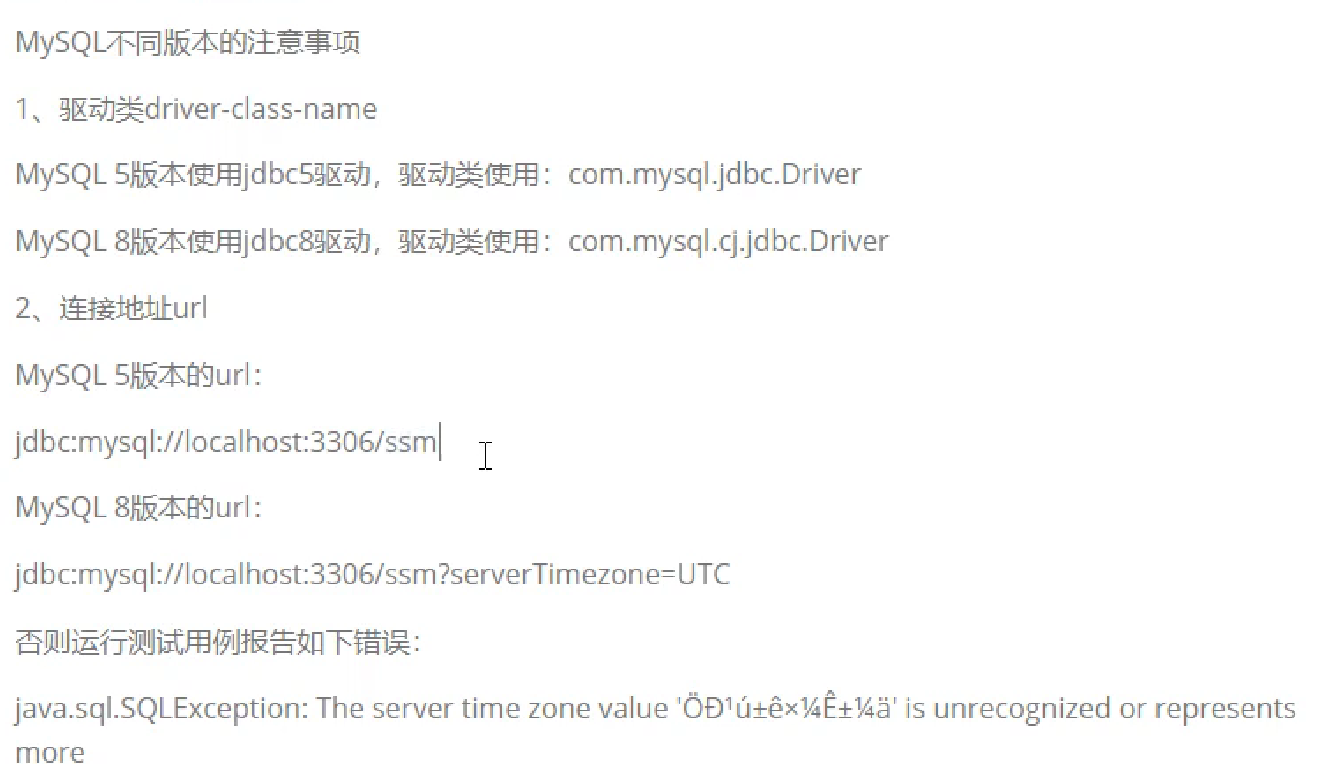 MySQL不同版本的注意事项
1、驱动类driver-class-name
MySQL 5版本使用jdbc5驱动，驱动类使用：com.mysql.jdbc.Driver
MySQL 8版本使用jdbc8驱动，驱动类使用：com.mysql.cj.jdbc.Driver
2、连接地址url
MySQL 5版本的url：
jdbc:mysql://localhost:3306/ssm
MySQL 8版本的url：
jdbc:mysql://localhost:3306/ssm?serverTimezone=UTC
否则运行测试用例报告如下错误：
java.sql.SQLException: The server time zone value 'ÖÐ¹ú±ê×¼Ê±¼ä' is unrecognized or represents
more